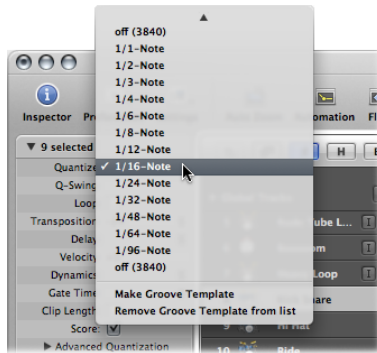 off (3840)
1/1-Note
1/2-Note
1/3-Note
1/4-Note
1/6-Note
1/8-Note
1/12-Note
✓ 1/16-Note
1/24-Note
1/32-Note
1/48-Note
1/64-Note
1/96-Note
off (3840)
Make Groove Template
Remove Groove Template from list
Inspector
9 selected
Quantize
Q-Swing
Loop
Transposition
Delay
Velocity
Dynamics
Gate Time
Clip Length
Score:
Advanced Quantization
H
I
I
I
9 Hi Hat
10 Ride